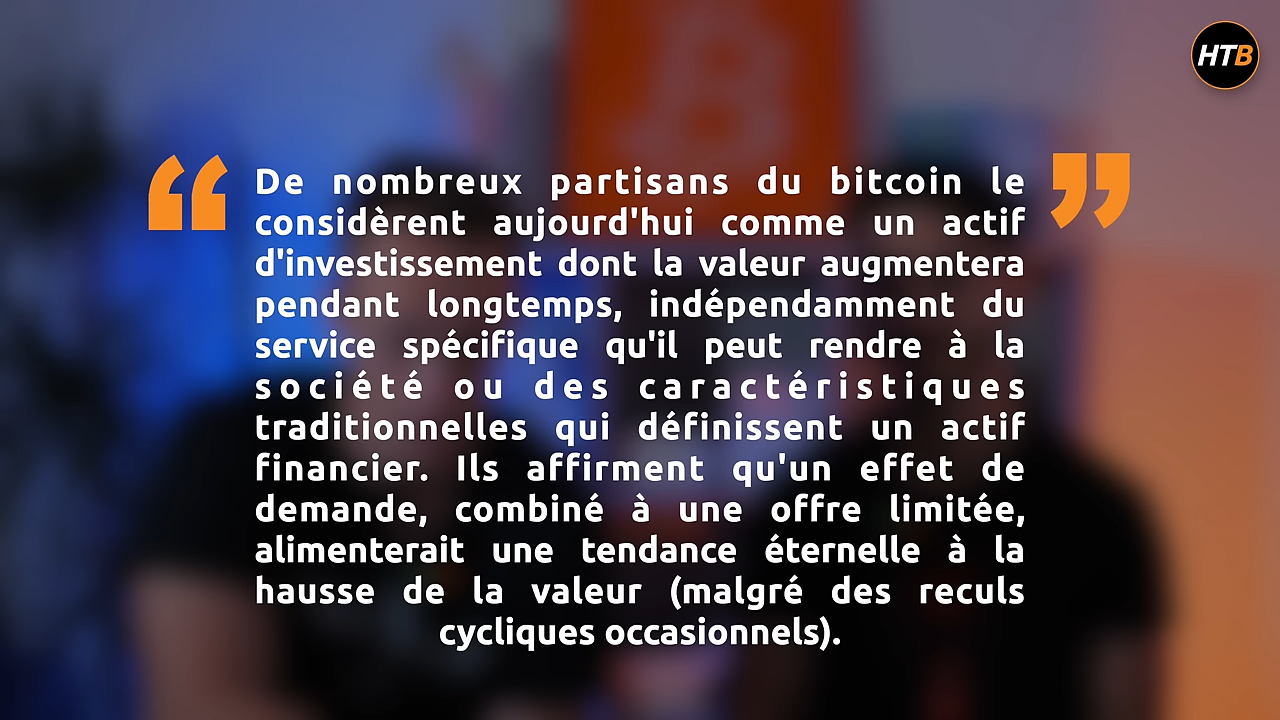 HTB
“ De nombreux partisans du bitcoin le ”
considèrent aujourd'hui comme un actif
d'investissement dont la valeur augmentera
pendant longtemps, indépendamment du
service spécifique qu'il peut rendre à la
société ou des caractéristiques
traditionnelles qui définissent un actif
financier. Ils affirment qu'un effet de
demande, combiné à une offre limitée,
alimenterait une tendance éternelle à la
hausse de la valeur (malgré des reculs
cycliques occasionnels).